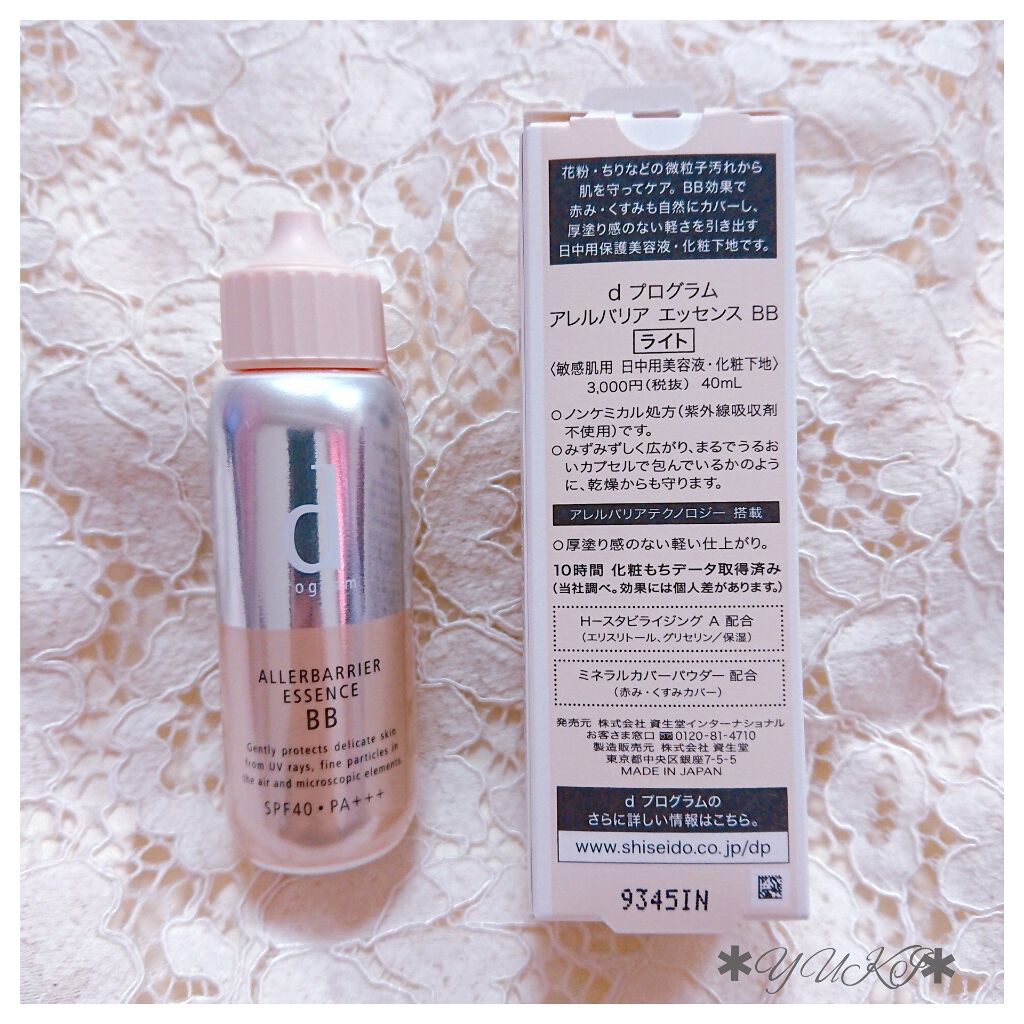 d
ogram
ALLERBARRIER
ESSENCE
BB
Gently protects delicate skin
from UV rays, fine particles in
the air and microscopic elements.
SPF40・PA+++
花粉・ちりなどの微粒子汚れから
肌を守ってケア。BB効果で
赤み・くすみも自然にカバーし、
厚塗り感のない軽さを引き出す
日中用保護美容液・化粧下地です。
d プログラム
アレルバリア エッセンス BB
ライト
〈敏感肌用 日中用美容液・化粧下地〉
3,000円(税抜) 40mL
○ノンケミカル処方(紫外線吸収剤
不使用)です。
○みずみずしく広がり、まるでうるお
いカプセルで包んでいるかのよう
に、乾燥からも守ります。
アレルバリアテクノロジー 搭載
○厚塗り感のない軽い仕上がり。
10時間 化粧もちデータ取得済み
(当社調べ。効果には個人差があります。)
H-スタビライジング A 配合
(エリスリトール、グリセリン/保湿)
ミネラルカバーパウダー 配合
(赤み・くすみカバー)
発売元 株式会社 資生堂インターナショナル
お客さま窓口 0120-81-4710
製造販売元 株式会社 資生堂
東京都中央区銀座7-5-5
MADE IN JAPAN
d プログラムの
さらに詳しい情報はこちら。
www.shiseido.co.jp/dp
9345IN
✱YUKI✱